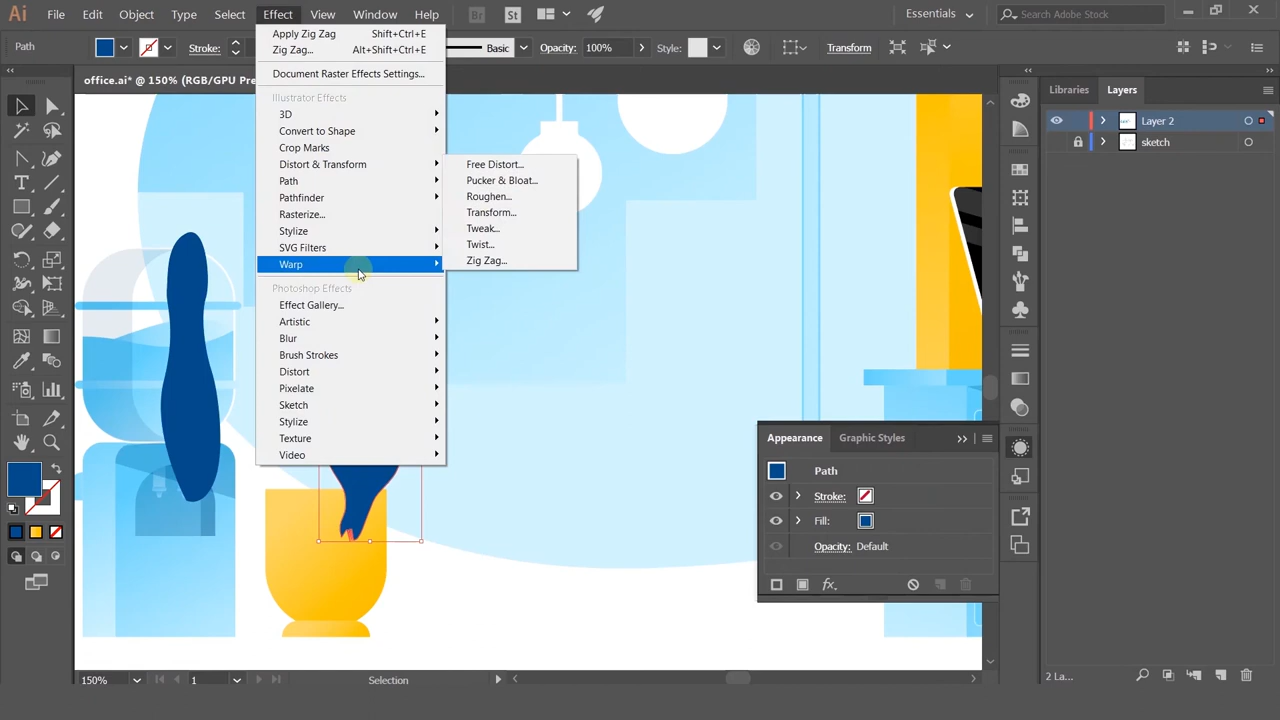 Ai File Edit Object Type Select Effect View Window Help Br St Essentials Search Adobe Stock
Path Stroke: Basic Opacity: 100% Style: Transform
office.ai* @ 150% (RGB/GPU Pre
Apply Zig Zag Shift+Ctrl+E
Zig Zag... Alt+Shift+Ctrl+E
Document Raster Effects Settings...
Illustrator Effects
3D
Convert to Shape
Crop Marks
Distort & Transform
Path
Pathfinder
Rasterize...
Stylize
SVG Filters
Warp
Photoshop Effects
Effect Gallery...
Artistic
Blur
Brush Strokes
Distort
Pixelate
Sketch
Stylize
Texture
Video
Free Distort...
Pucker & Bloat...
Roughen...
Transform...
Tweak...
Twist...
Zig Zag...
Libraries Layers
Layer 2
sketch
Appearance Graphic Styles
Path
Stroke:
Fill:
Opacity: Default
fx.
150% 1 Selection
2 La...